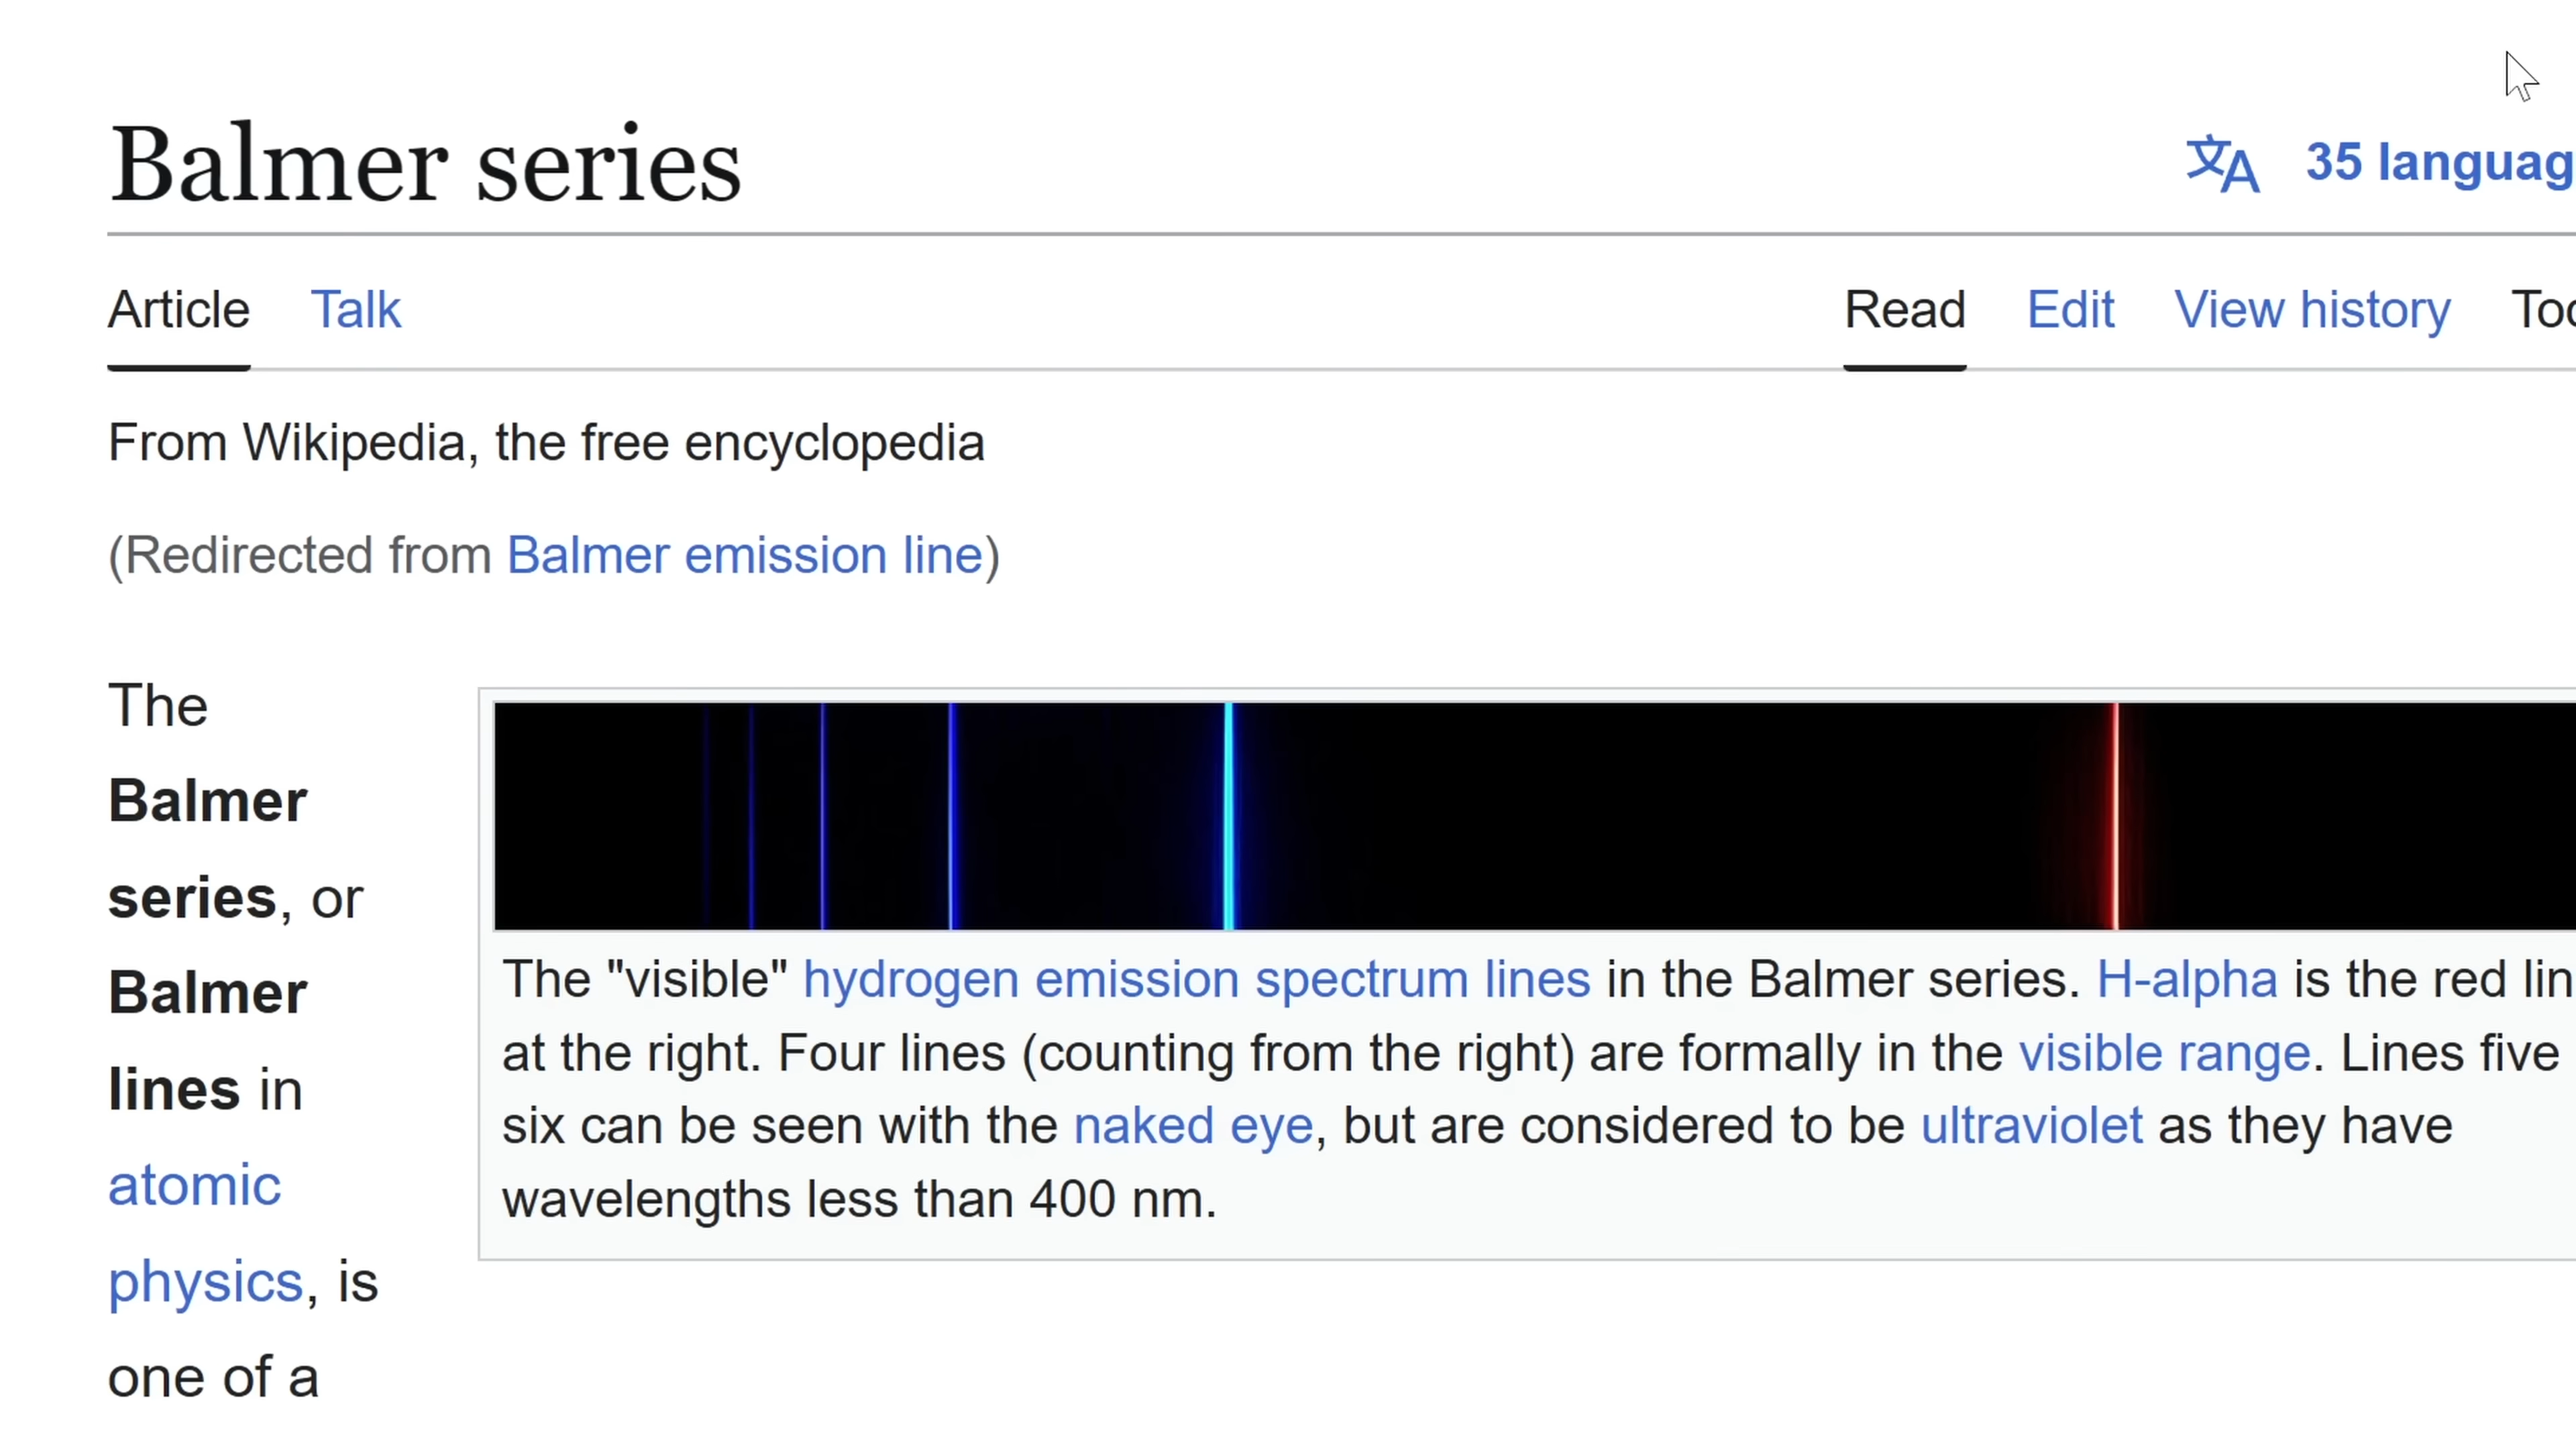 Balmer series
35 languag
Article Talk Read Edit View history Too
From Wikipedia, the free encyclopedia
(Redirected from Balmer emission line)
The
Balmer
series, or
Balmer
lines in
atomic
physics, is
one of a
The "visible" hydrogen emission spectrum lines in the Balmer series. H-alpha is the red lin
at the right. Four lines (counting from the right) are formally in the visible range. Lines five
six can be seen with the naked eye, but are considered to be ultraviolet as they have
wavelengths less than 400 nm.